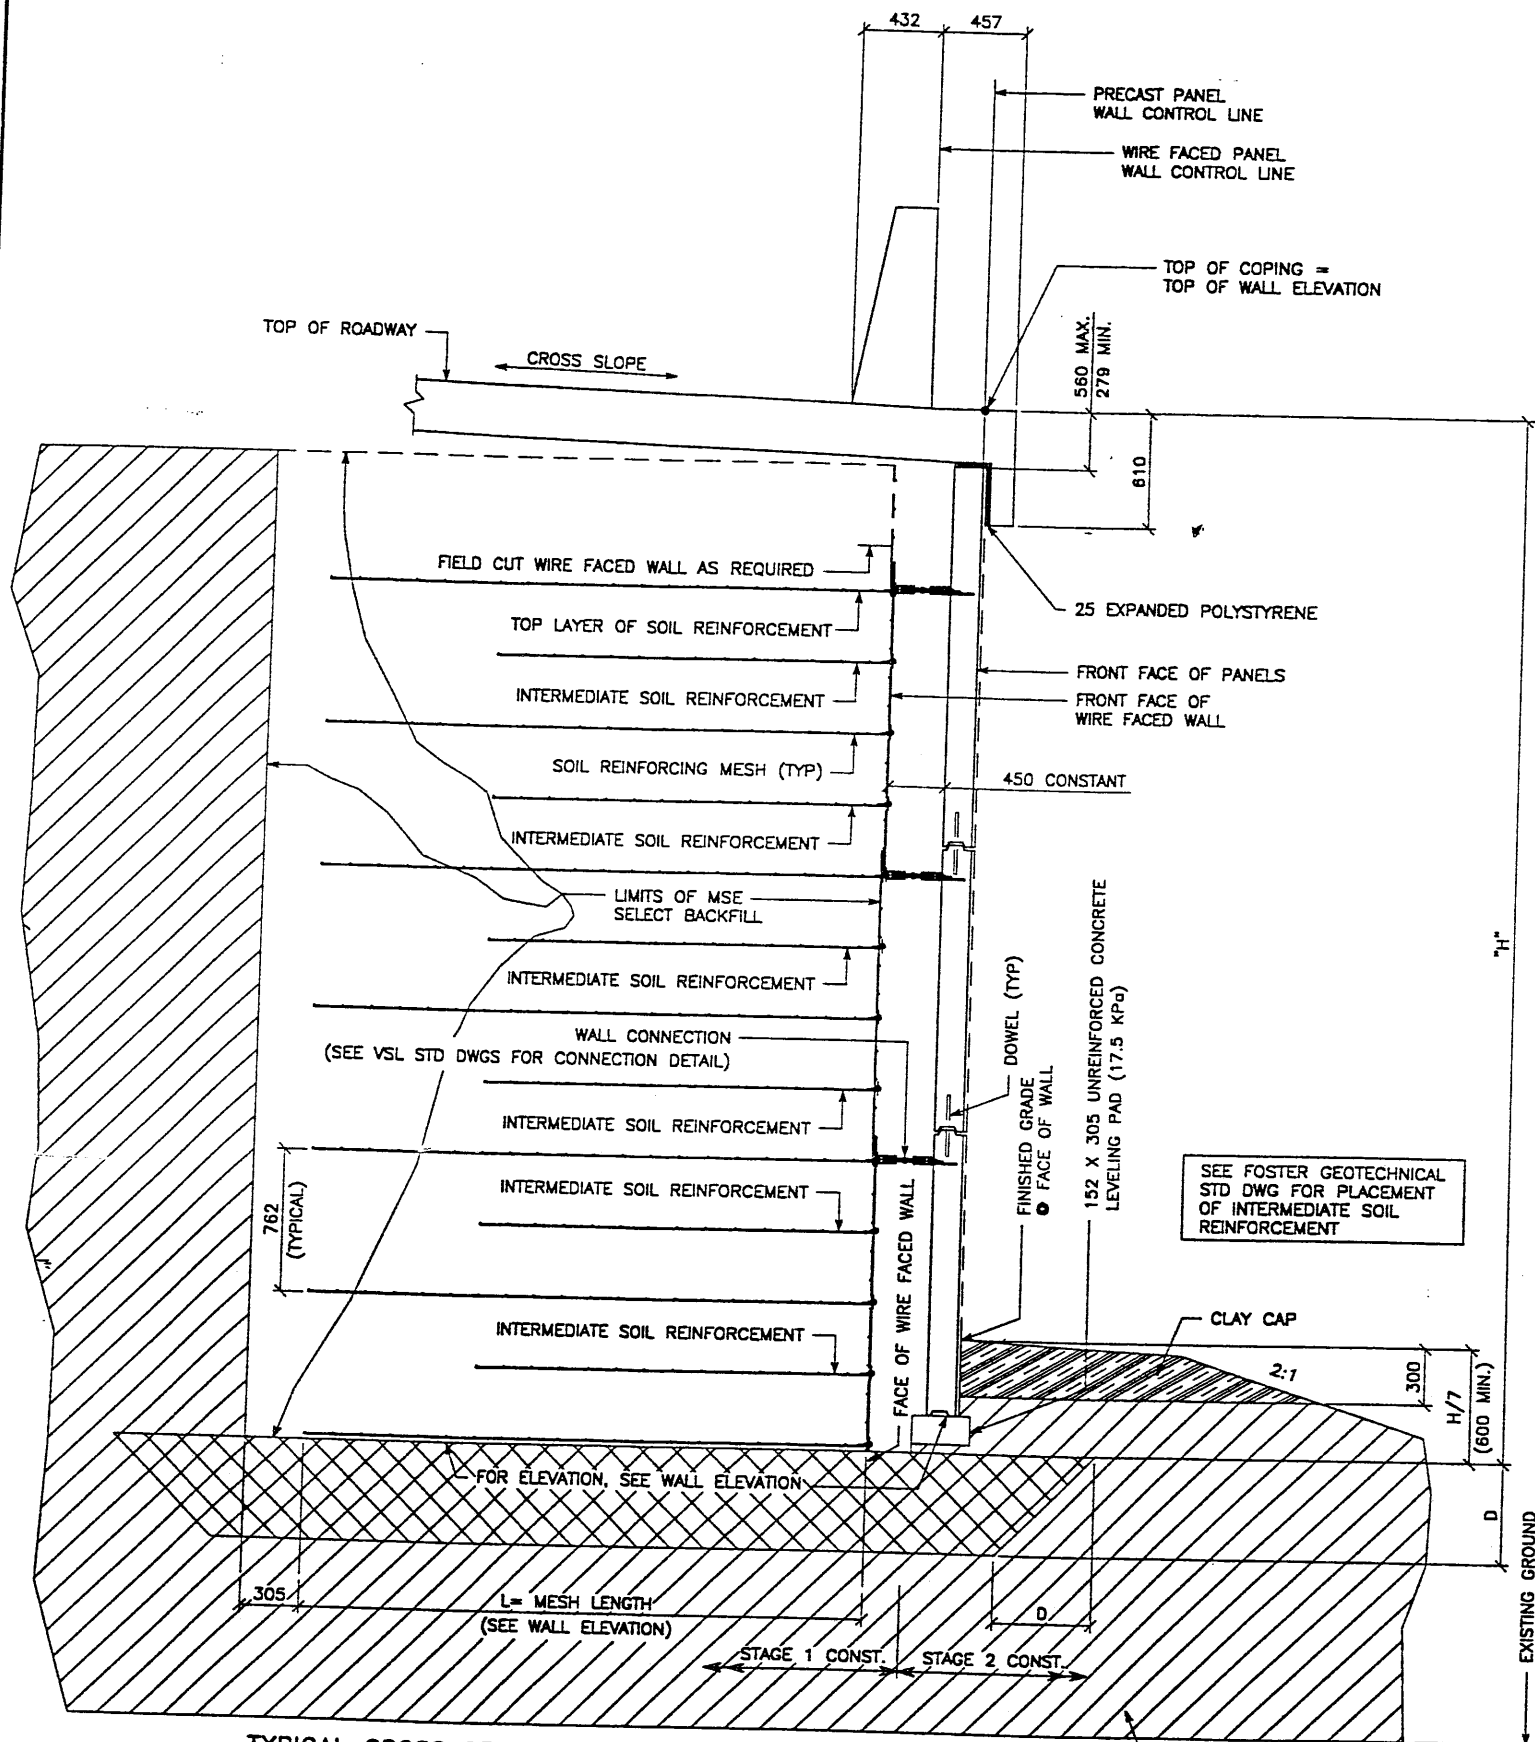 432
457
PRECAST PANEL
WALL CONTROL LINE
WIRE FACED PANEL
WALL CONTROL LINE
TOP OF COPING =
TOP OF WALL ELEVATION
TOP OF ROADWAY
CROSS SLOPE
560 MAX.
279 MIN.
610
FIELD CUT WIRE FACED WALL AS REQUIRED
25 EXPANDED POLYSTYRENE
TOP LAYER OF SOIL REINFORCEMENT
FRONT FACE OF PANELS
INTERMEDIATE SOIL REINFORCEMENT
FRONT FACE OF
WIRE FACED WALL
SOIL REINFORCING MESH (TYP)
450 CONSTANT
INTERMEDIATE SOIL REINFORCEMENT
LIMITS OF MSE
SELECT BACKFILL
"H"
INTERMEDIATE SOIL REINFORCEMENT
WALL CONNECTION
(SEE VSL STD DWGS FOR CONNECTION DETAIL)
DOWEL (TYP)
FINISHED GRADE
@ FACE OF WALL
152 X 305 UNREINFORCED CONCRETE
LEVELING PAD (17.5 KPa)
INTERMEDIATE SOIL REINFORCEMENT
762
(TYPICAL)
INTERMEDIATE SOIL REINFORCEMENT
FACE OF WIRE FACED WALL
SEE FOSTER GEOTECHNICAL
STD DWG FOR PLACEMENT
OF INTERMEDIATE SOIL
REINFORCEMENT
INTERMEDIATE SOIL REINFORCEMENT
CLAY CAP
2:1
300
H/7
(600 MIN.)
FOR ELEVATION, SEE WALL ELEVATION
D
305
L= MESH LENGTH
(SEE WALL ELEVATION)
D
STAGE 1 CONST.
STAGE 2 CONST.
EXISTING GROUND